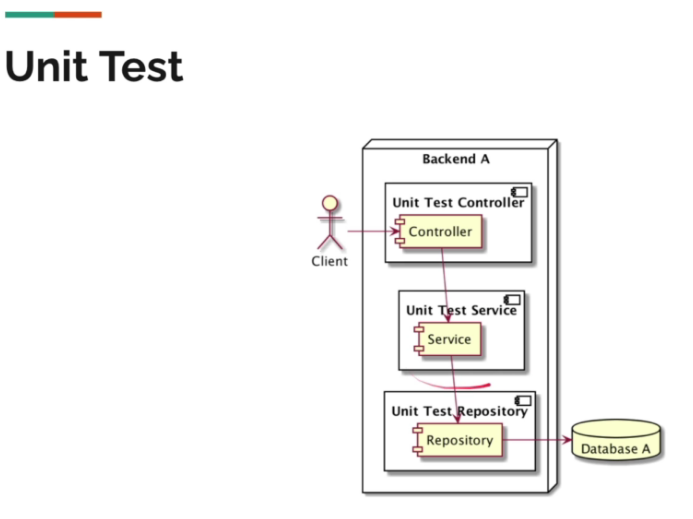 Unit Test
Backend A
Unit Test Controller
Controller
Client
Unit Test Service
Service
Unit Test Repository
Repository
Database A